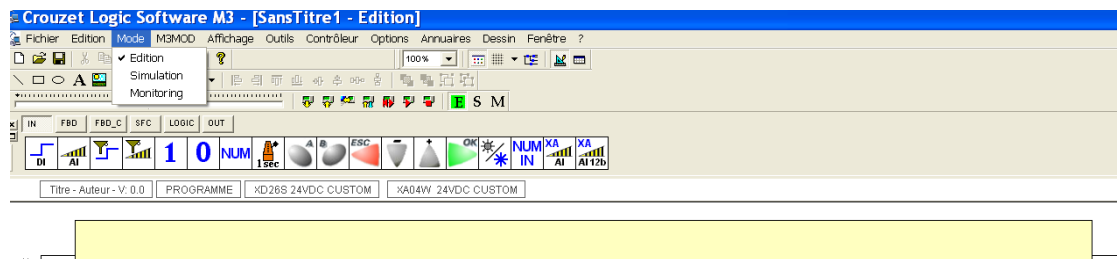 Crouzet Logic Software M3 - [SansTitre1 - Edition]
Fichier Edition Mode M3MOD Affichage Outils Contrôleur Options Annuaires Dessin Fenêtre ?
Edition
100%
Simulation
A
Monitoring
E S M
IN FBD FBD_C SFC LOGIC OUT
DI AI 1 0 NUM 1 sec A B ESC OK NUM IN XA AI XA AI 12b
Titre - Auteur - V: 0.0 PROGRAMME XD26S 24VDC CUSTOM XA04W 24VDC CUSTOM